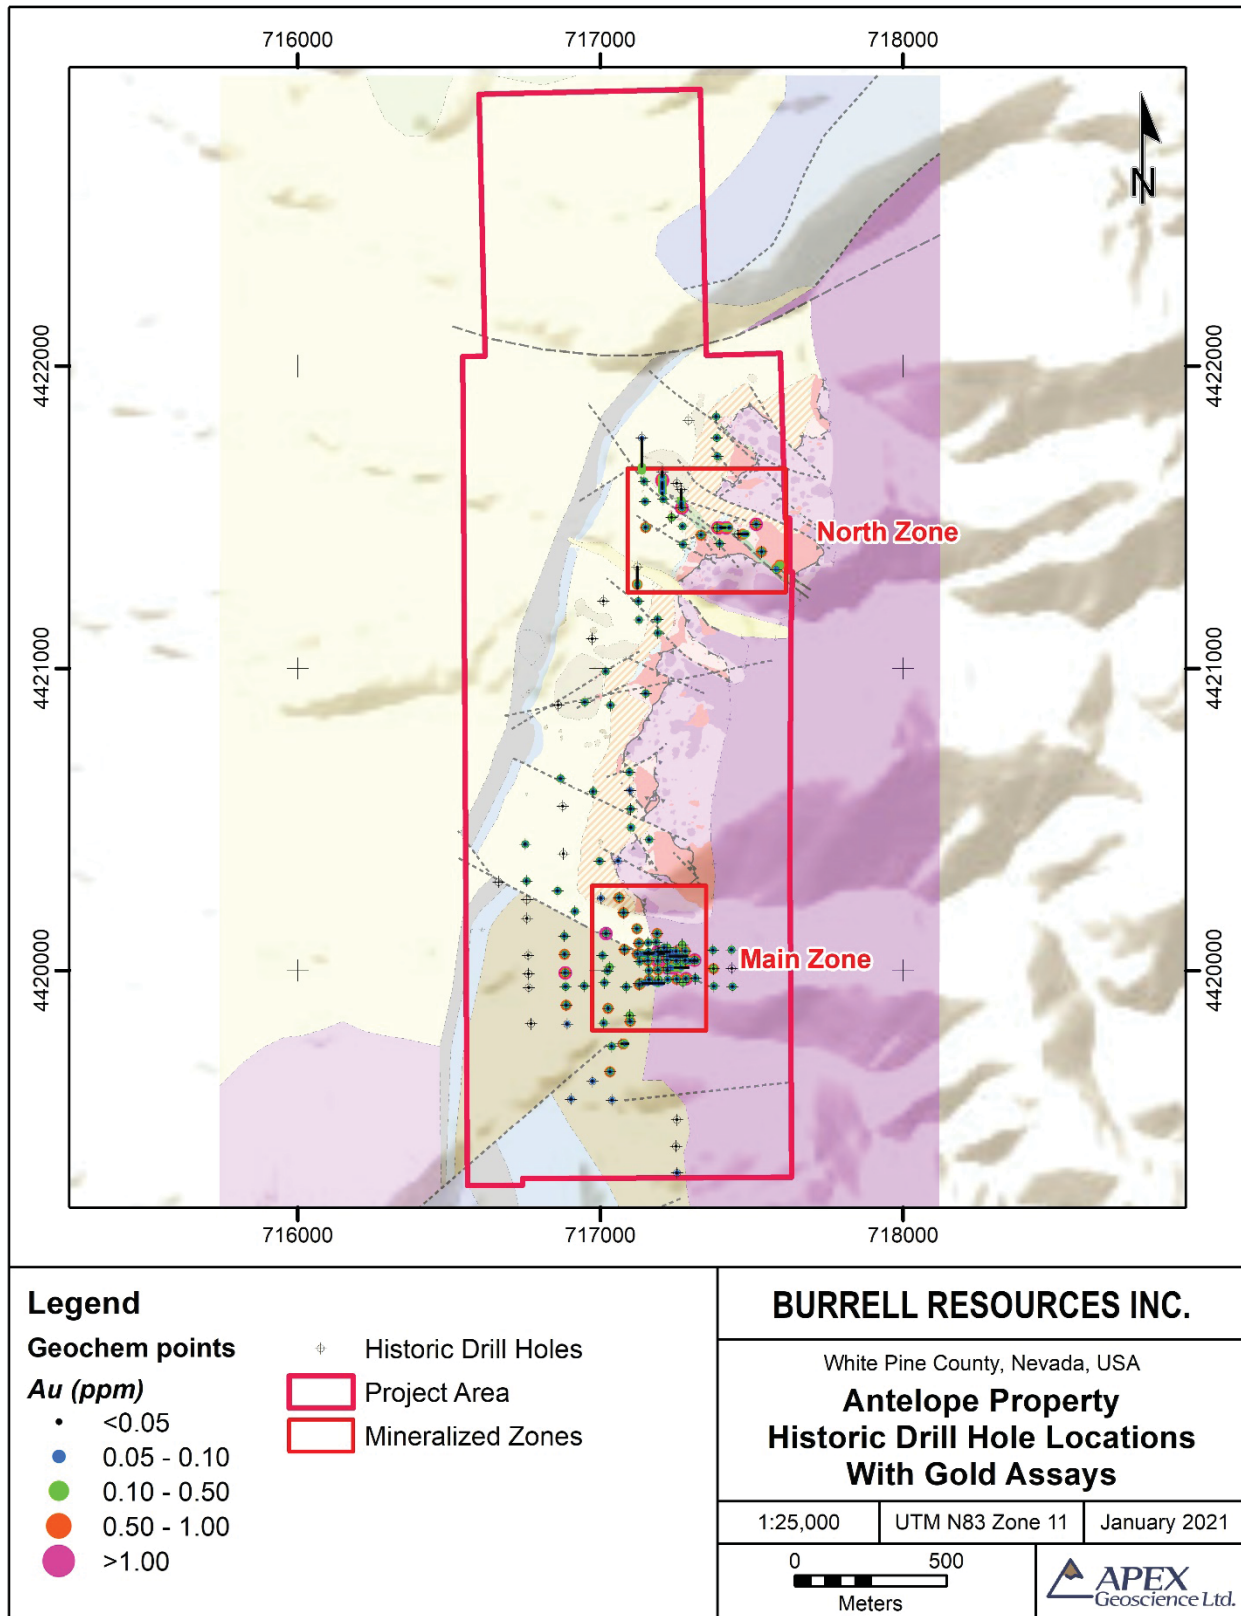 716000
717000
718000
N
4422000
4422000
North Zone
4421000
4421000
Main Zone
4420000
4420000
716000
717000
718000
Legend
Geochem points
Au (ppm)
<0.05
0.05 - 0.10
0.10 - 0.50
0.50 - 1.00
>1.00
Historic Drill Holes
Project Area
Mineralized Zones
BURRELL RESOURCES INC.
White Pine County, Nevada, USA
Antelope Property
Historic Drill Hole Locations
With Gold Assays
1:25,000
UTM N83 Zone 11
January 2021
0 500
Meters
APEX
Geoscience Ltd.